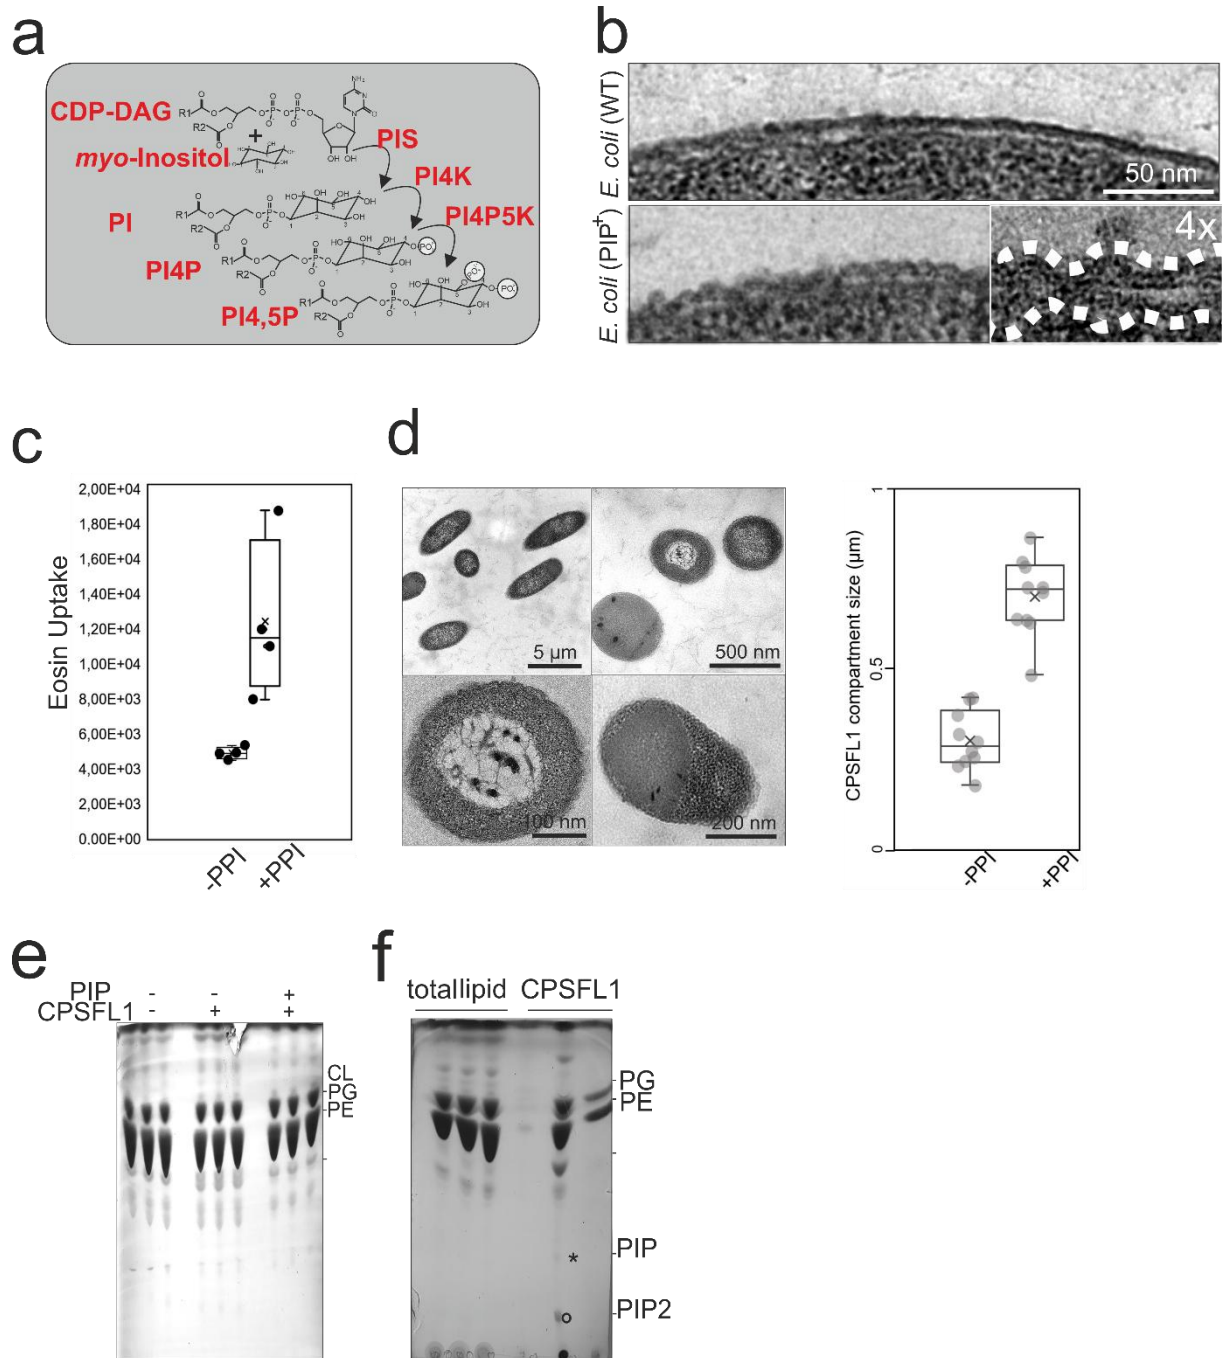 a
CDP-DAG
+
myo-Inositol
PIS
PI4K
PI
PI4P5K
PI4P
PI4,5P
b
E. coli (WT)
50 nm
E. coli (PIP+)
4x
c
Eosin Uptake
2,00E+04
1,80E+04
1,60E+04
1,40E+04
1,20E+04
1,00E+04
8,00E+03
6,00E+03
4,00E+03
2,00E+03
0.00E+00
-PPI
+PPI
d
5 µm
500 nm
100 nm
200 nm
CPSFL1 compartment size (µm)
1
0.5
0
-PPI
+PPI
e
PIP - - +
CPSFL1 - + +
CL
PG
PE
f
totallipid CPSFL1
PG
PE
PIP
*
PIP2